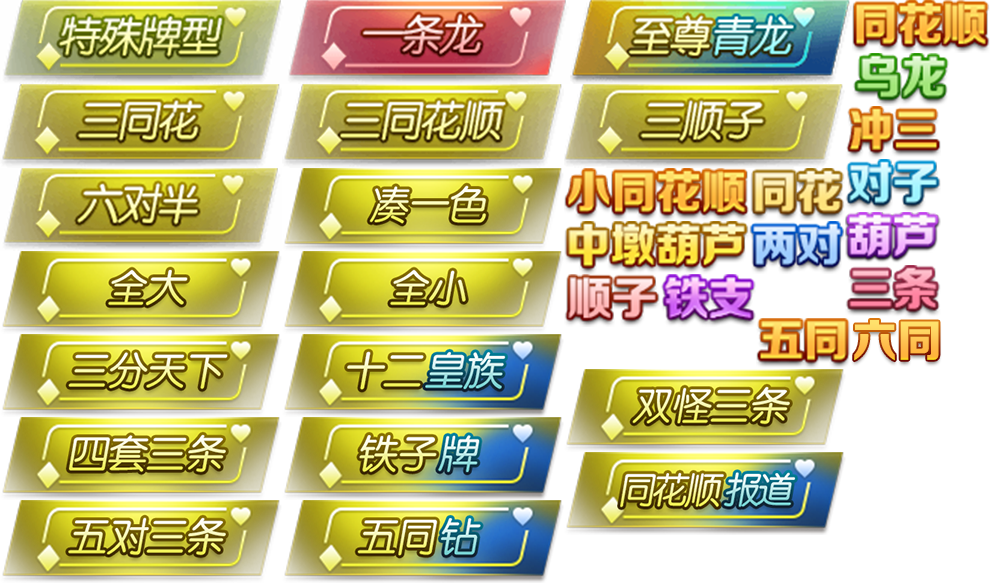 特殊牌型
一条龙
至尊青龙
同花顺
乌龙
三同花
三同花顺
三顺子
冲三
六对半
凑一色
小同花顺
同花
对子
中墩葫芦
两对
葫芦
全大
全小
顺子
铁支
三条
五同
六同
三分天下
十二皇族
双怪三条
四套三条
铁子牌
同花顺报道
五对三条
五同钻